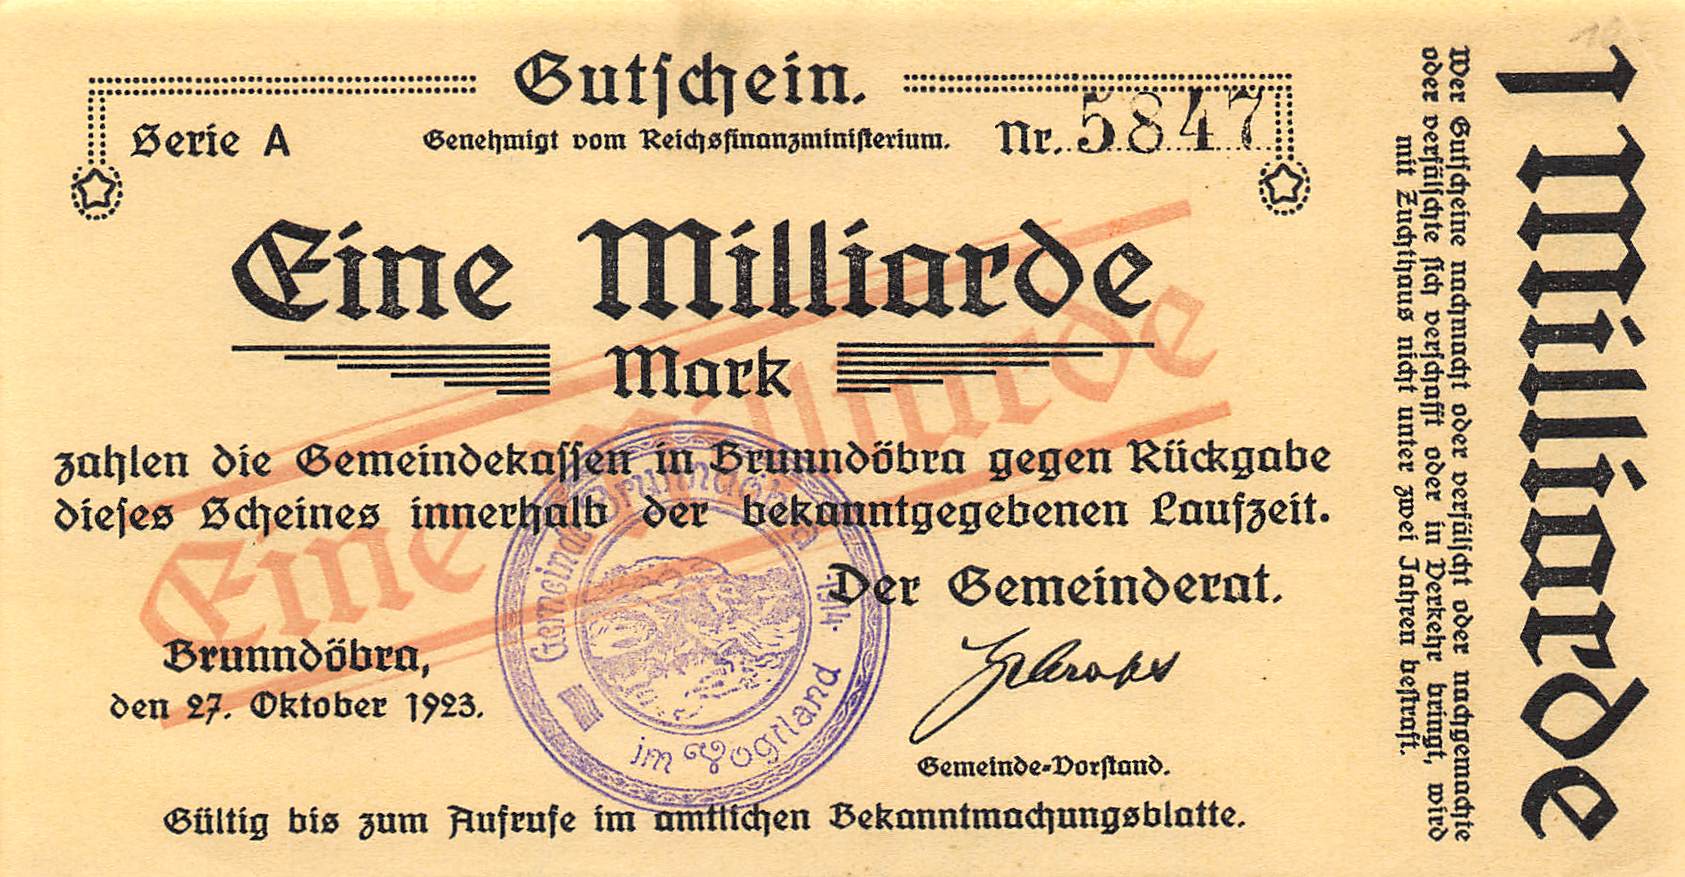 Gutschein.
Serie A
Genehmigt vom Reichsfinanzministerium.
Nr. 5847
Eine Milliarde
Mark
Eine Milliarde
zahlen die Gemeindekassen in Brunndöbra gegen Rückgabe
dieses Scheines innerhalb der bekanntgegebenen Laufzeit.
Der Gemeinderat.
Brunndöbra,
den 27. Oktober 1923.
Gemeinde Brunndöbra
im Vogtland
Gemeinde-Vorstand.
Gültig bis zum Aufrufe im amtlichen Bekanntmachungsblatte.
Wer Gutscheine nachmacht oder verfälscht oder nachgemachte
oder verfälschte sich verschafft oder in Verkehr bringt, wird
mit Zuchthaus nicht unter zwei Jahren bestraft.
1 Milliarde